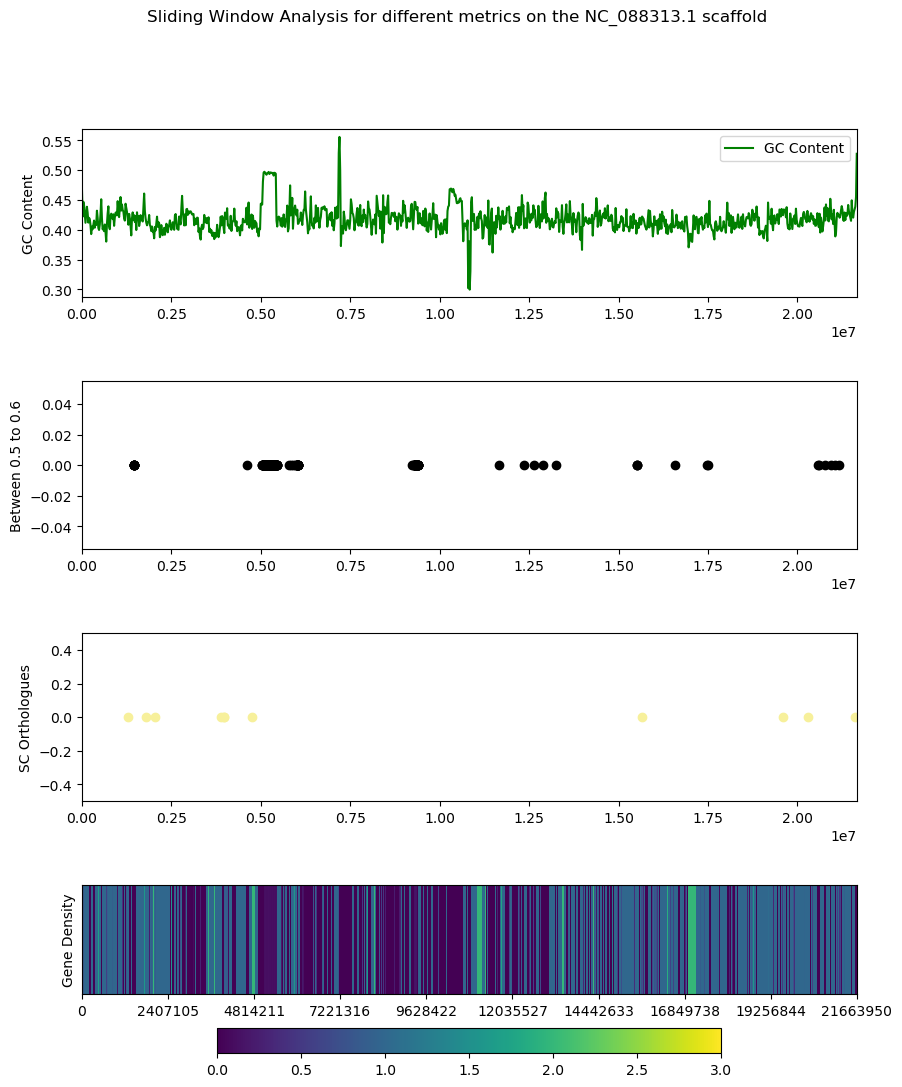 Sliding Window Analysis for different metrics on the NC_088313.1 scaffold
GC Content
0.55
0.50
0.45
0.40
0.35
0.30
GC Content
0.00 0.25 0.50 0.75 1.00 1.25 1.50 1.75 2.00
1e7
Between 0.5 to 0.6
0.04
0.02
0.00
−0.02
−0.04
0.00 0.25 0.50 0.75 1.00 1.25 1.50 1.75 2.00
1e7
SC Orthologues
0.4
0.2
0.0
−0.2
−0.4
0.00 0.25 0.50 0.75 1.00 1.25 1.50 1.75 2.00
1e7
Gene Density
0 2407105 4814211 7221316 9628422 12035527 14442633 16849738 19256844 21663950
0.0 0.5 1.0 1.5 2.0 2.5 3.0